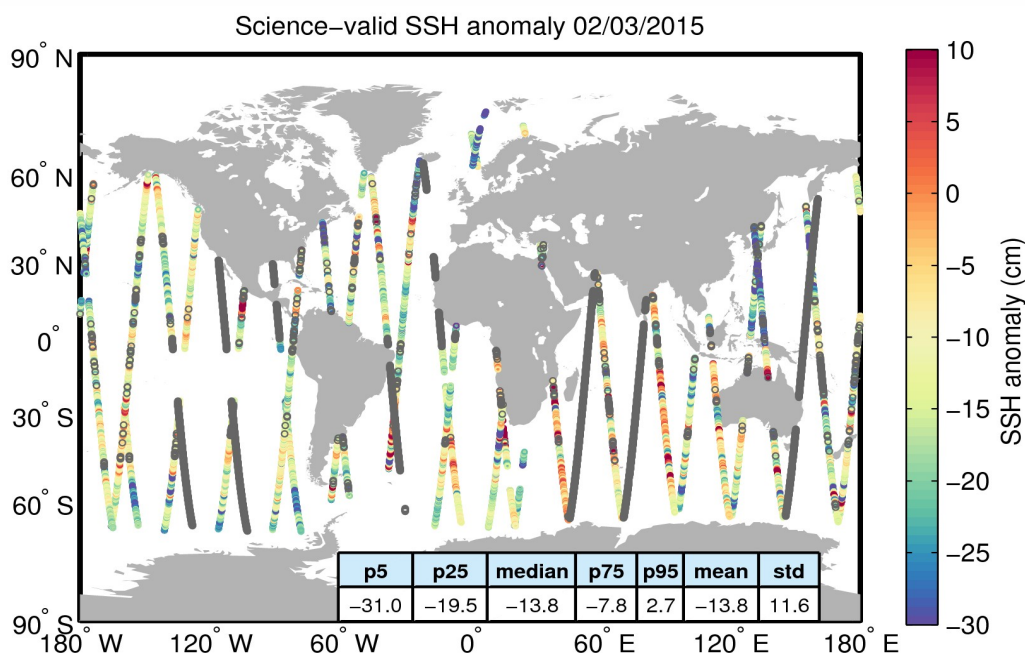 Science−valid SSH anomaly 02/03/2015
90° N
60° N
30° N
0°
30° S
60° S
90° S
180° W
120° W
60° W
0°
60° E
120° E
180° E
p5 p25 median p75 p95 mean std
−31.0 −19.5 −13.8 −7.8 2.7 −13.8 11.6
10
5
0
−5
−10
−15
−20
−25
−30
SSH anomaly (cm)